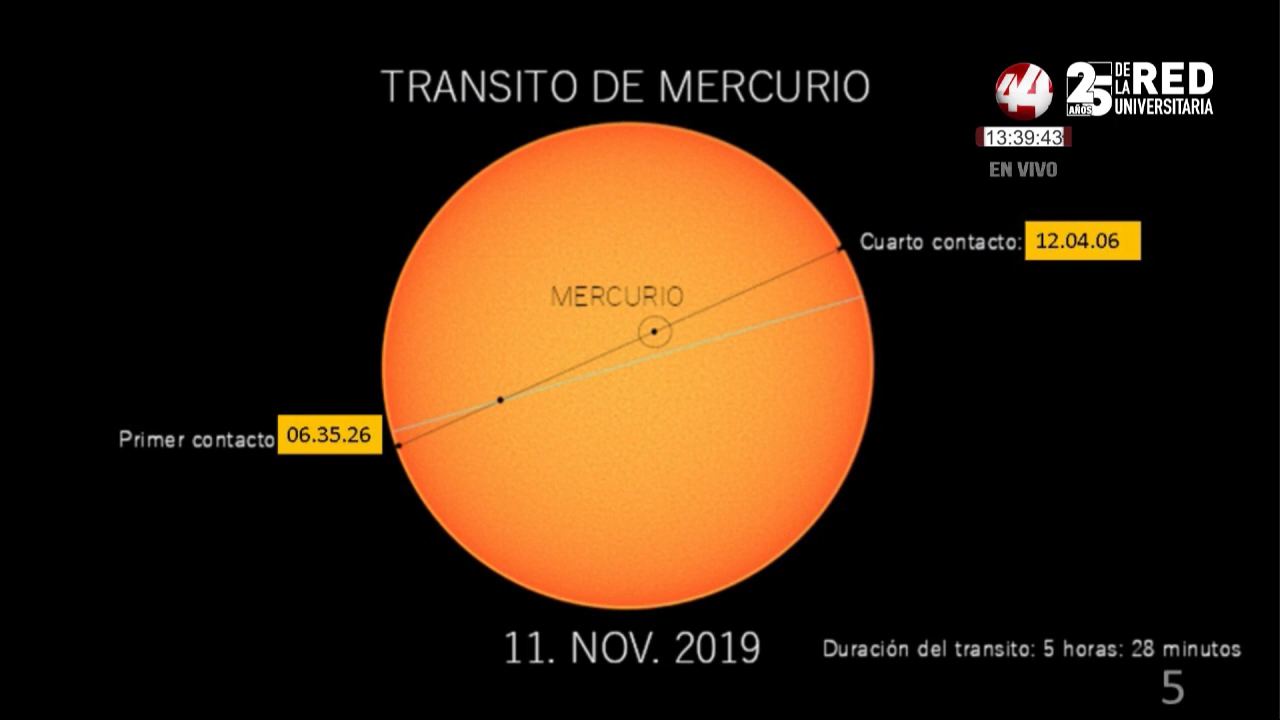 TRANSITO DE MERCURIO
44
25 AÑOS DE LA RED UNIVERSITARIA
13:39:43
EN VIVO
Cuarto contacto: 12.04.06
MERCURIO
Primer contacto 06.35.26
11. NOV. 2019
Duración del transito: 5 horas: 28 minutos
5